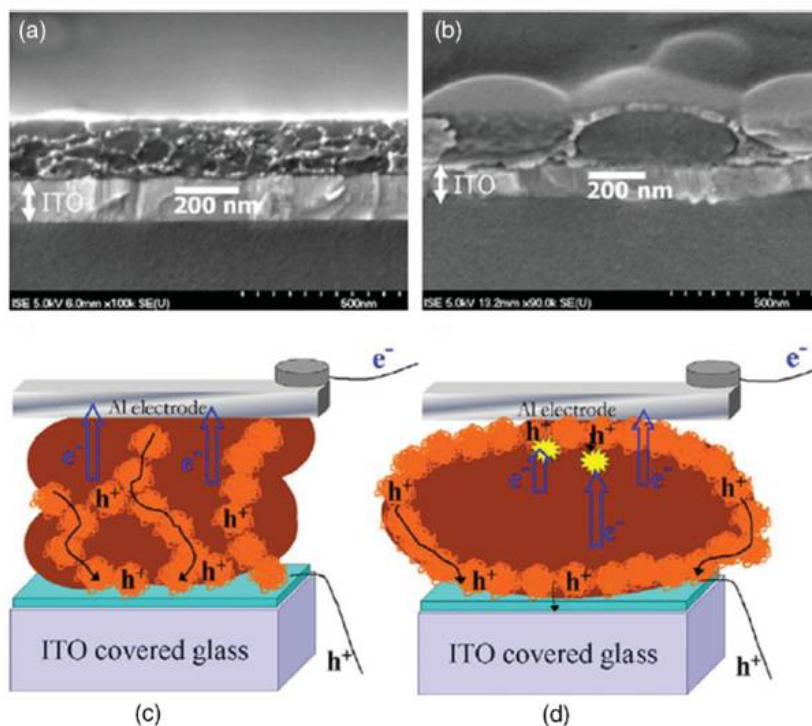 (a)
ITO
200 nm
ISE 5.0kV 6.0mm x100k SE(U)
500nm
(b)
ITO
200 nm
ISE 5.0kV 13.2mm x90.0k SE(U)
500nm
e-
Al electrode
e-
e-
h+
h+
h+
h+
ITO covered glass
h+
(c)
e-
Al electrode
h+
h+
e-
e-
e-
h+
h+
h+
h+
h+
ITO covered glass
h+
(d)